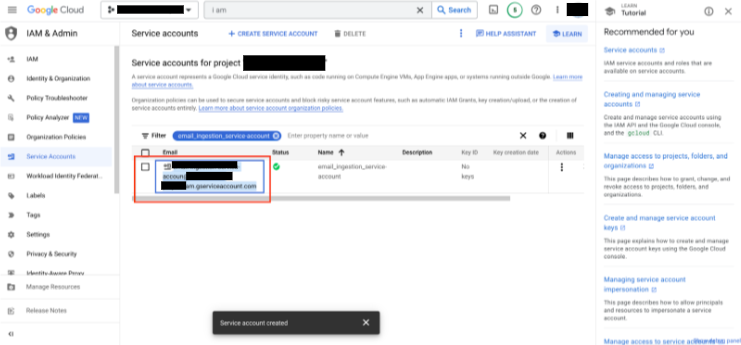 Google Cloud
i am
Search
8
IAM & Admin
Service accounts
+ CREATE SERVICE ACCOUNT
DELETE
HELP ASSISTANT
LEARN
IAM
Identity & Organization
Policy Troubleshooter
Policy Analyzer NEW
Organization Policies
Service Accounts
Workload Identity Federat...
Labels
Tags
Settings
Privacy & Security
Identity-Aware Proxy
Manage Resources
Release Notes
Service accounts for project
A service account represents a Google Cloud service identity, such as code running on Compute Engine VMs, App Engine apps, or systems running outside Google. Learn more
about service accounts.
Organization policies can be used to secure service accounts and block risky service account features, such as automatic IAM Grants, key creation/upload, or the creation of
service accounts entirely. Learn more about service account organization policies.
Filter
email_ingestion_service-account
Enter property name or value
Email Status Name Description Key ID Key creation date Actions
accoun
am.gserviceaccount.com
email_ingestion_service-
account
No
keys
Service account created
LEARN
Tutorial
Recommended for you
Service accounts
IAM service accounts and roles that are
available on service accounts.
Creating and managing service
accounts
Create and manage service accounts using
the IAM API and the Google Cloud console,
and the gcloud CLI.
Manage access to projects, folders, and
organizations
This page describes how to grant, change, and
revoke access to projects, folders, and
organizations.
Create and manage service account
keys
This page explains how to create and manage
service account keys using the Google Cloud
console.
Managing service account
impersonation
This page describes how to allow principals
and resources to impersonate a service
account.
Manage access to service accounts
panel